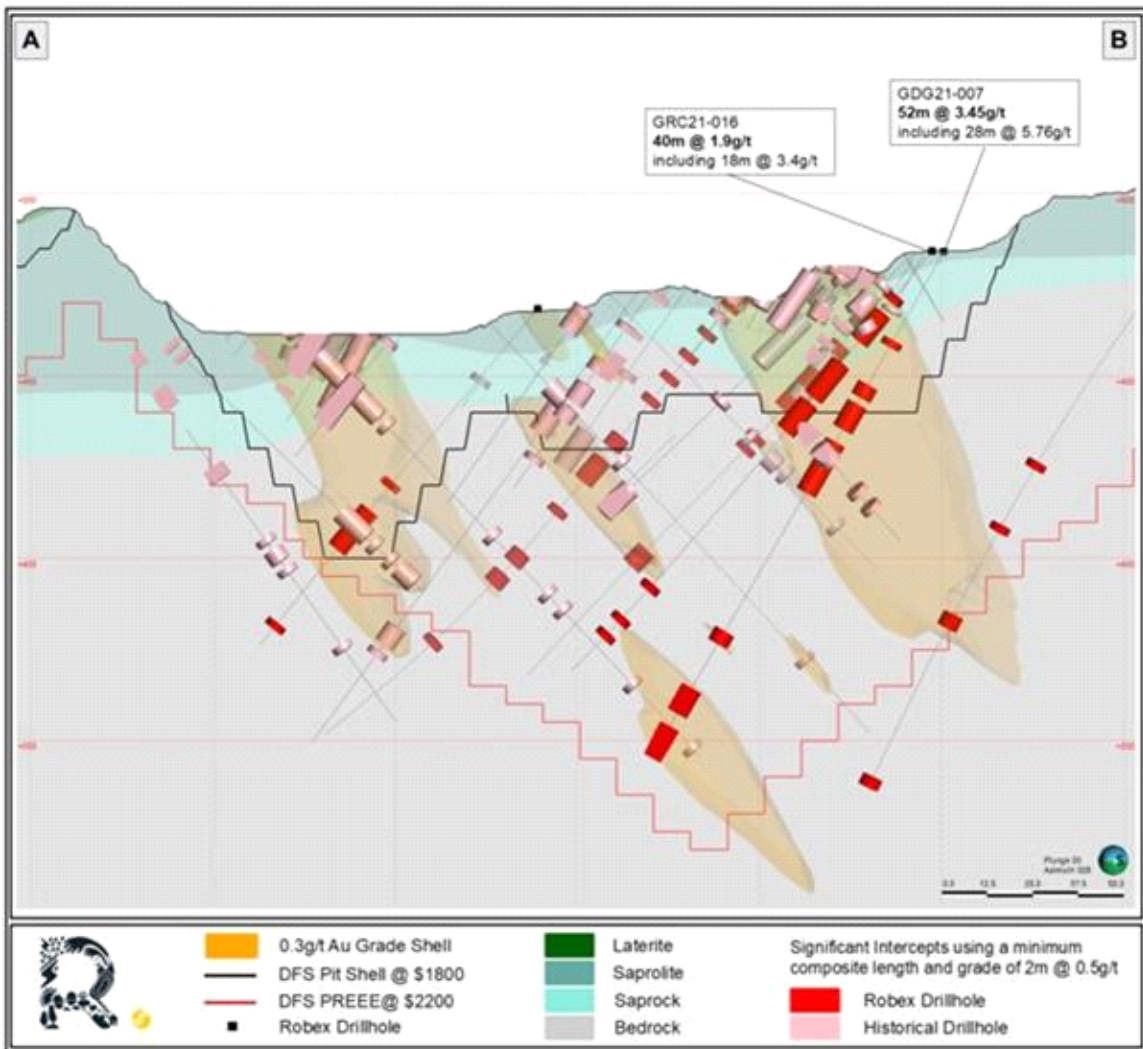 A
B
GDG21-007
52m @ 3.45g/t
including 28m @ 5.76g/t
GRC21-016
40m @ 1.9g/t
including 18m @ 3.4g/t
0.3g/t Au Grade Shell
DFS Pit Shell @ $1800
DFS PREEE@ $2200
Robex Drillhole
Laterite
Saprolite
Saprock
Bedrock
Significant Intercepts using a minimum
composite length and grade of 2m @ 0.5g/t
Robex Drillhole
Historical Drillhole